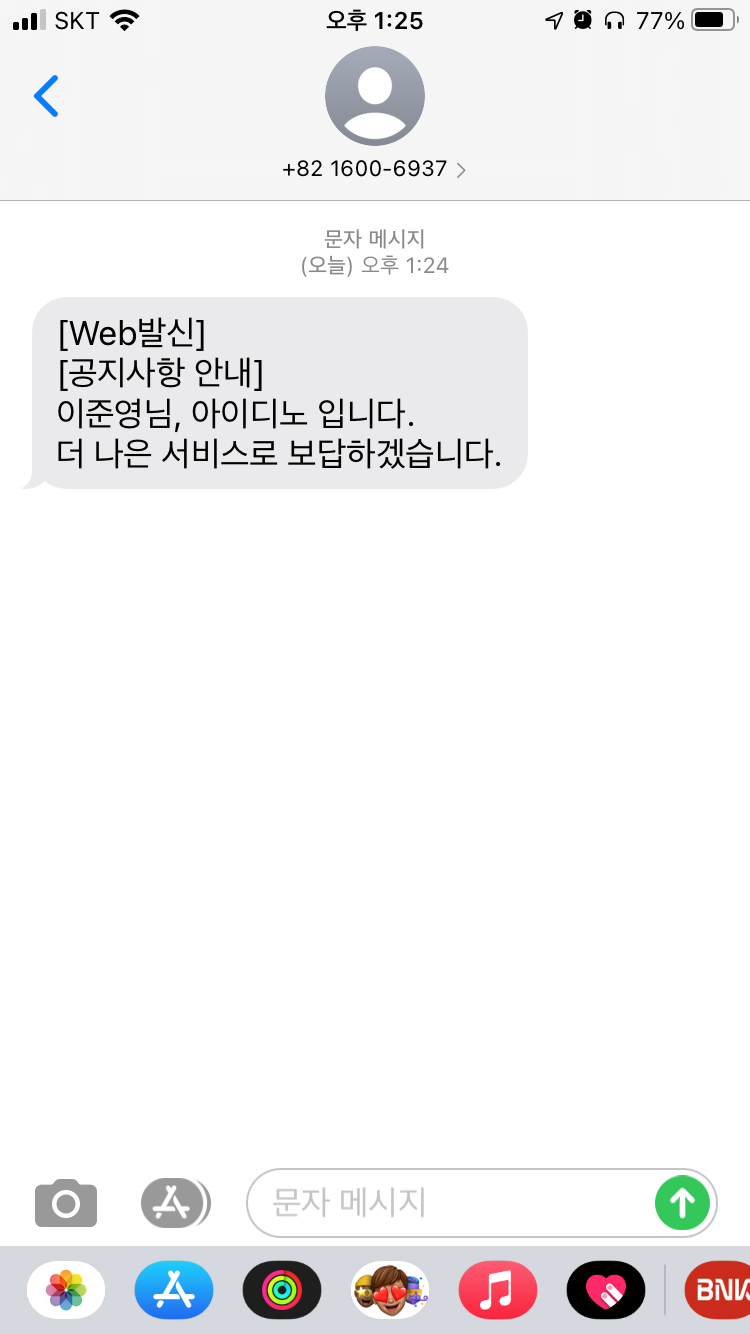 SKT 오후 1:25 77%
+82 1600-6937
문자 메시지
(오늘) 오후 1:24
[Web발신]
[공지사항 안내]
이준영님, 아이디노 입니다.
더 나은 서비스로 보답하겠습니다.
문자 메시지